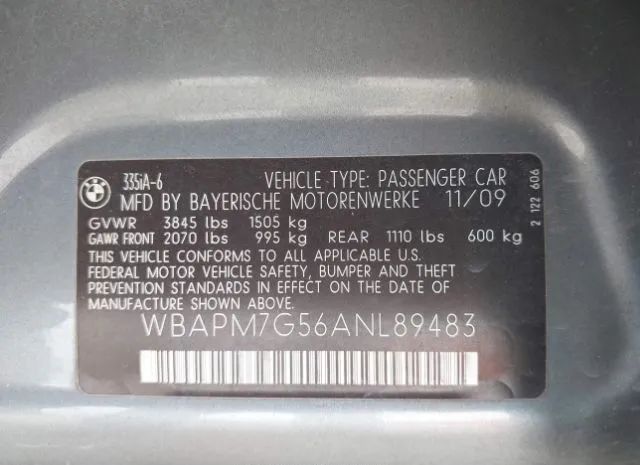 BMW
335iA-6 VEHICLE TYPE: PASSENGER CAR
MFD BY BAYERISCHE MOTORENWERKE 11/09
GVWR 3845 lbs 1505 kg
GAWR FRONT 2070 lbs 995 kg REAR 1110 lbs 600 kg
THIS VEHICLE CONFORMS TO ALL APPLICABLE U.S.
FEDERAL MOTOR VEHICLE SAFETY, BUMPER AND THEFT
PREVENTION STANDARDS IN EFFECT ON THE DATE OF
MANUFACTURE SHOWN ABOVE.
WBAPM7G56ANL89483
2 122 606